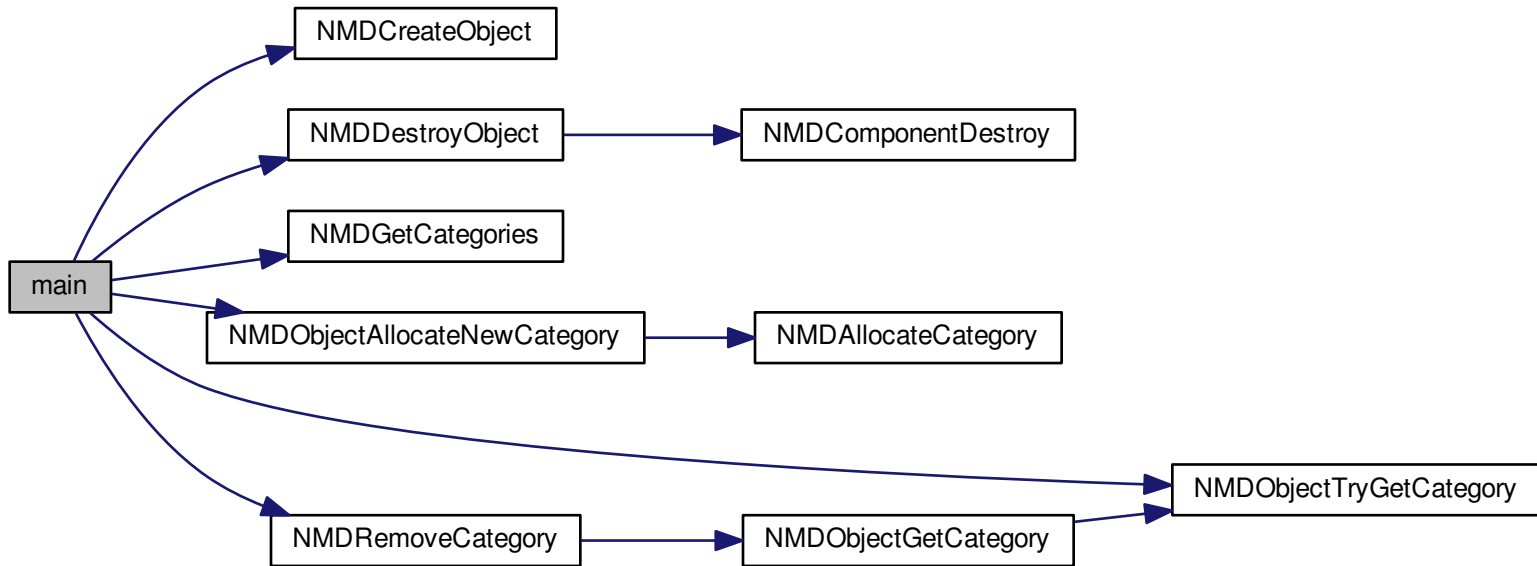 NMDCreateObject
NMDDestroyObject
NMDComponentDestroy
NMDGetCategories
main
NMDObjectAllocateNewCategory
NMDAllocateCategory
NMDObjectTryGetCategory
NMDRemoveCategory
NMDObjectGetCategory